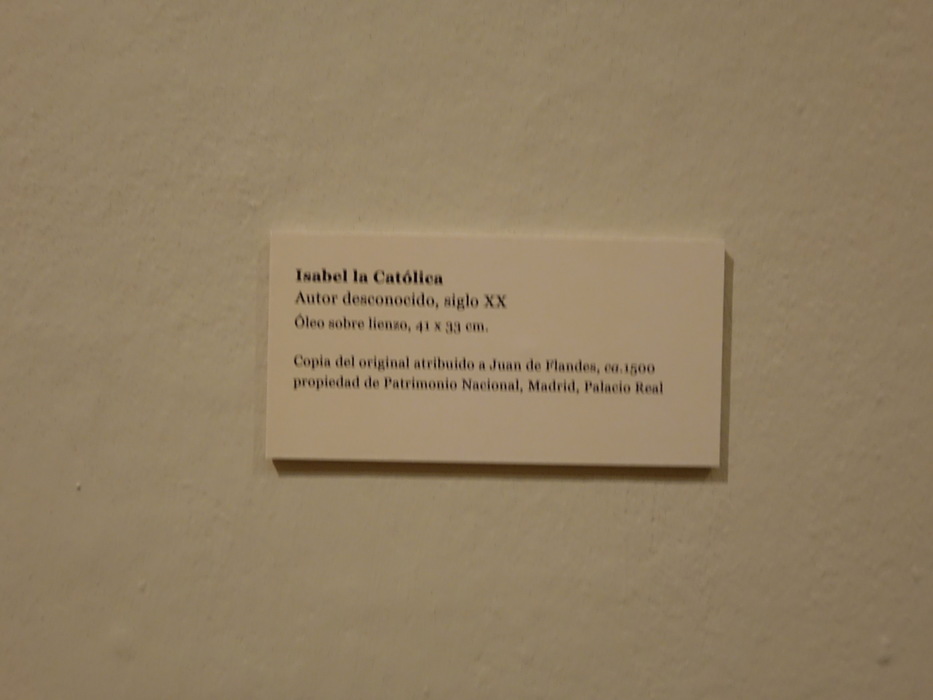 Isabel la Católica
Autor desconocido, siglo XX
Óleo sobre lienzo, 41 x 33 cm.
Copia del original atribuido a Juan de Flandes, ca.1500
propiedad de Patrimonio Nacional, Madrid, Palacio Real